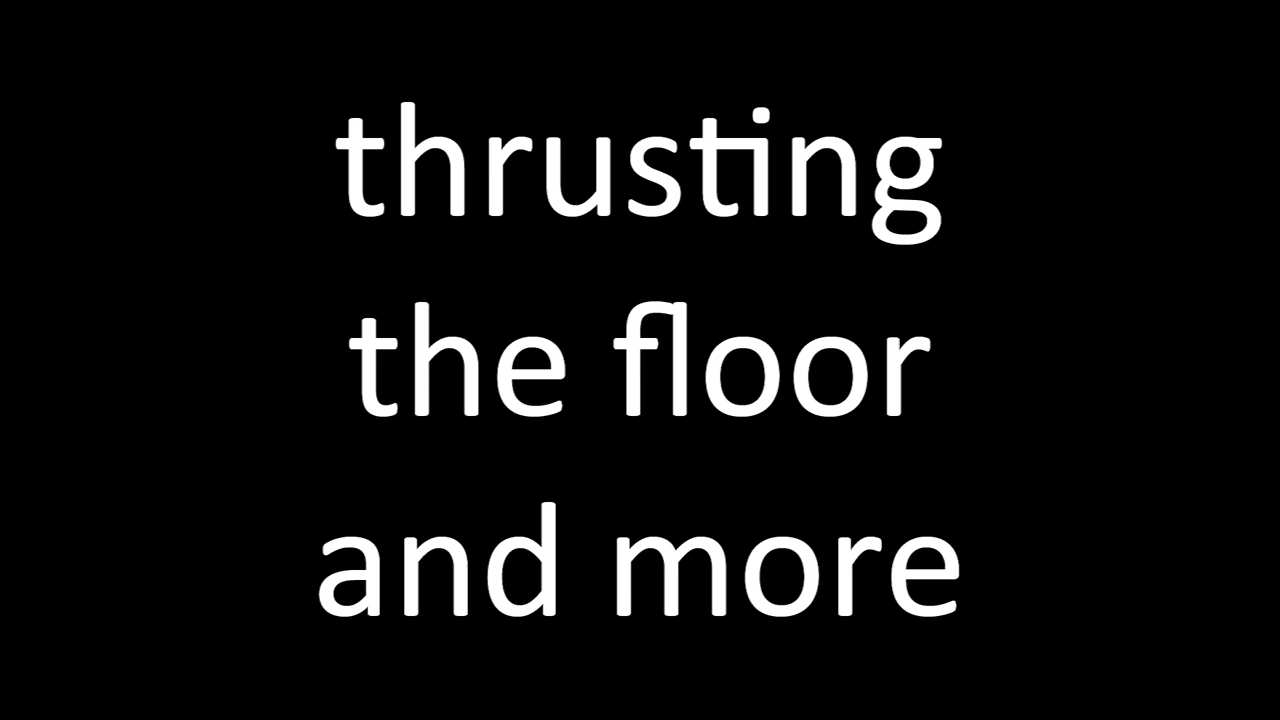 thrusting
the floor
and more